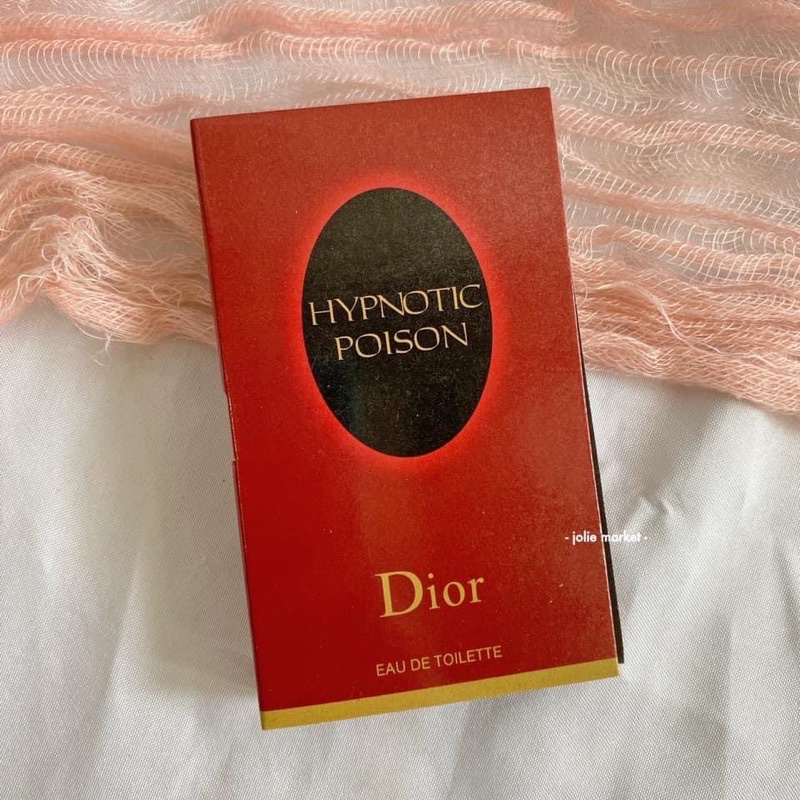 HYPNOTIC
POISON
- jolie market -
Dior
EAU DE TOILETTE